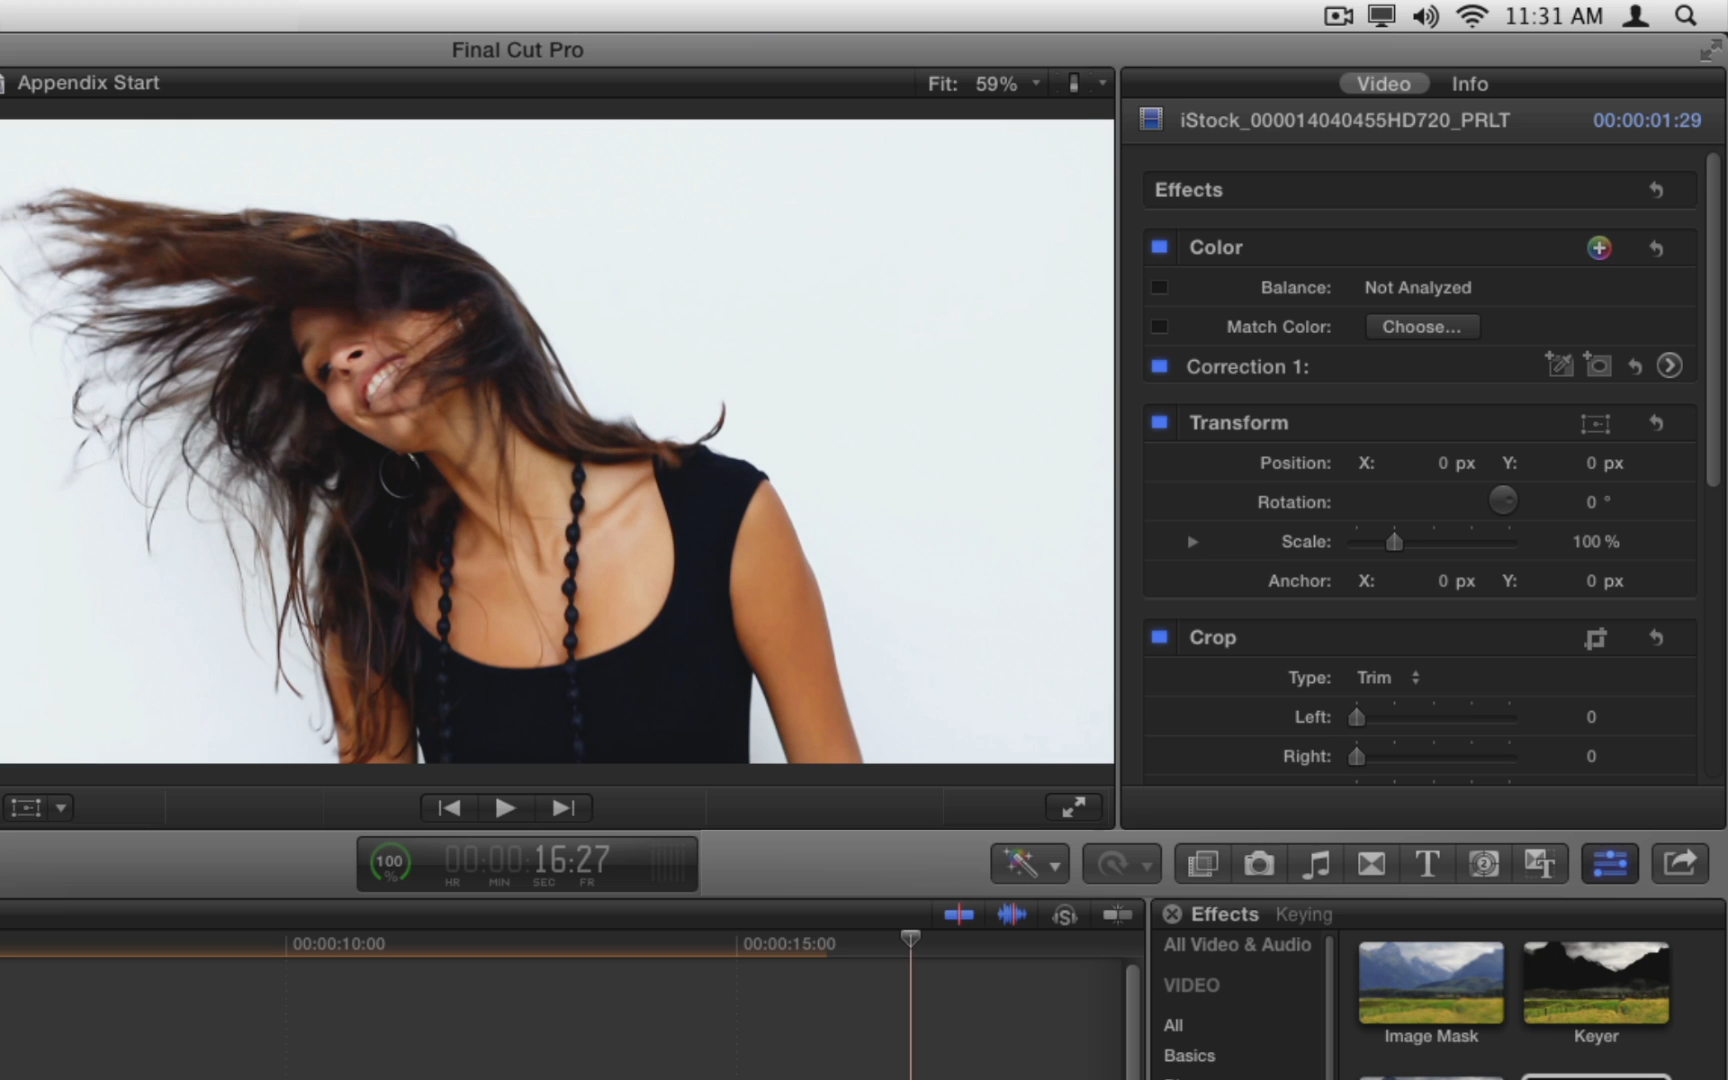 11:31 AM
Final Cut Pro
Appendix Start
Fit: 59%
Video Info
iStock_000014040455HD720_PRLT 00:00:01:29
Effects
Color
Balance: Not Analyzed
Match Color: Choose...
Correction 1:
Transform
Position: X: 0 px Y: 0 px
Rotation: 0 °
Scale: 100 %
Anchor: X: 0 px Y: 0 px
Crop
Type: Trim
Left: 0
Right: 0
100 % 00:00:16:27
HR MIN SEC FR
Effects Keying
00:00:10:00 00:00:15:00
All Video & Audio
VIDEO
All
Basics
Image Mask Keyer